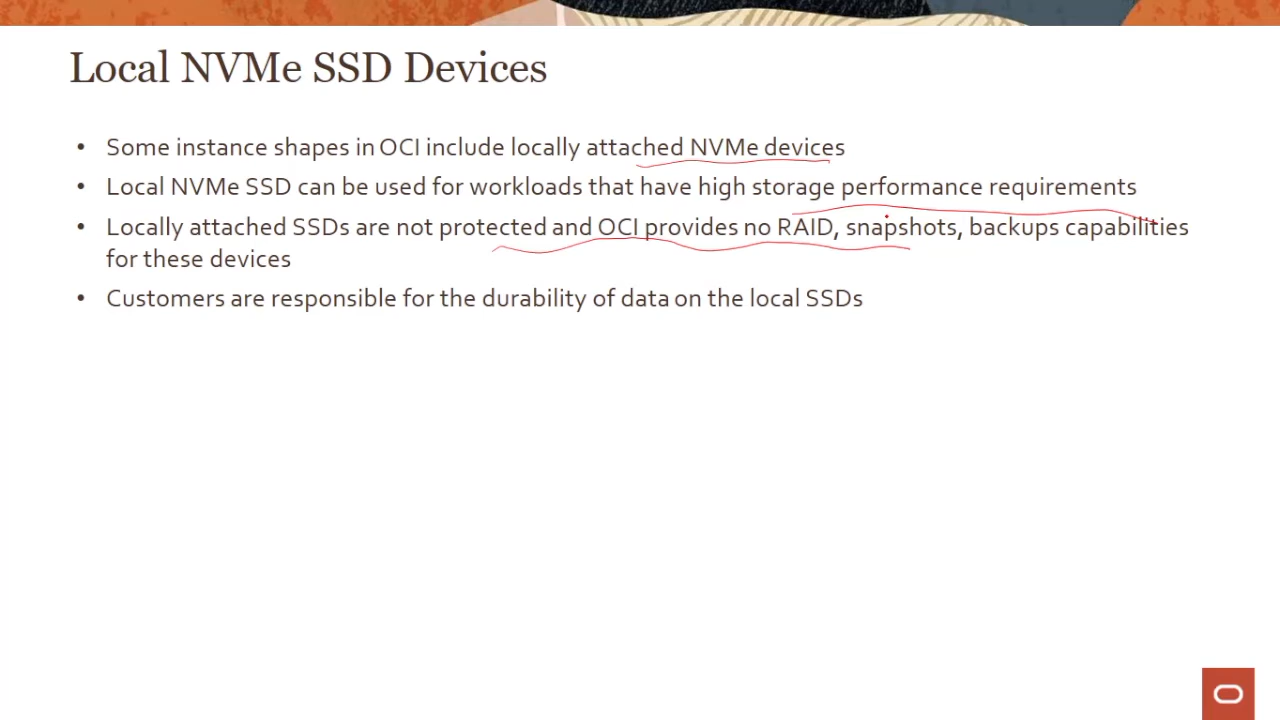 Local NVMe SSD Devices
• Some instance shapes in OCI include locally attached NVMe devices
• Local NVMe SSD can be used for workloads that have high storage performance requirements
• Locally attached SSDs are not protected and OCI provides no RAID, snapshots, backups capabilities
for these devices
• Customers are responsible for the durability of data on the local SSDs